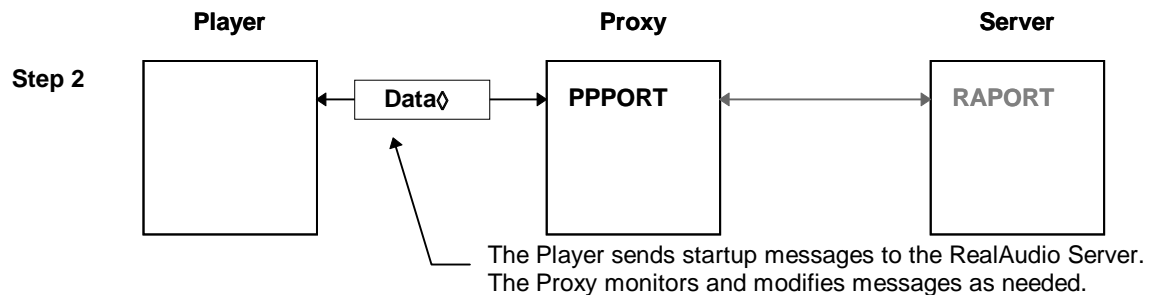 Player Proxy Server
Step 2
Data◊ PPPORT RAPORT
The Player sends startup messages to the RealAudio Server.
The Proxy monitors and modifies messages as needed.